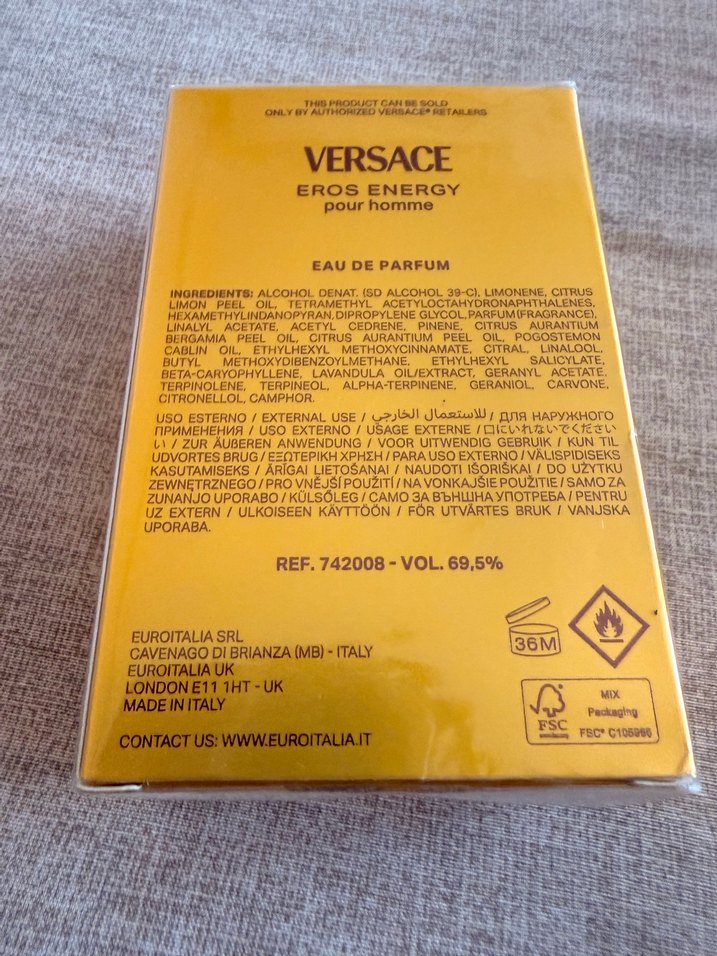 THIS PRODUCT CAN BE SOLD
ONLY BY AUTHORIZED VERSACE® RETAILERS
VERSACE
EROS ENERGY
pour homme
EAU DE PARFUM
INGREDIENTS: ALCOHOL DENAT. (SD ALCOHOL 39-C), LIMONENE, CITRUS
LIMON PEEL OIL, TETRAMETHYL ACETYLOCTAHYDRONAPHTHALENES,
HEXAMETHYLINDANOPYRAN, DIPROPYLENE GLYCOL, PARFUM (FRAGRANCE),
LINALYL ACETATE, ACETYL CEDRENE, PINENE, CITRUS AURANTIUM
BERGAMIA PEEL OIL, CITRUS AURANTIUM PEEL OIL, POGOSTEMON
CABLIN OIL, ETHYLHEXYL METHOXYCINNAMATE, CITRAL, LINALOOL,
BUTYL METHOXYDIBENZOYLMETHANE, ETHYLHEXYL SALICYLATE,
BETA-CARYOPHYLLENE, LAVANDULA OIL/EXTRACT, GERANYL ACETATE,
TERPINOLENE, TERPINEOL, ALPHA-TERPINENE, GERANIOL, CARVONE,
CITRONELLOL, CAMPHOR.
USO ESTERNO / EXTERNAL USE / للاستعمال الخارجي / ДЛЯ НАРУЖНОГО
ПРИМЕНЕНИЯ / USO EXTERNO / USAGE EXTERNE / 口にいれないでくださ
い / ZUR ÄUßEREN ANWENDUNG / VOOR UITWENDIG GEBRUIK / KUN TIL
UDVORTES BRUG / ΕΞΩΤΕΡΙΚΗ ΧΡΗΣΗ / PARA USO EXTERNO / VÄLISPIDISEKS
KASUTAMISEKS / ĀRĪGAI LIETOŠANAI / NAUDOTI IŠORIŠKAI / DO UŻYTKU
ZEWNĘTRZNEGO / PRO VNĚJŠÍ POUŽITÍ / NA VONKAJŠIE POUŽITIE / SAMO ZA
ZUNANJO UPORABO / KÜLSŐLEG / САМО ЗА ВЪНШНА УПОТРЕБА / PENTRU
UZ EXTERN / ULKOISEEN KÄYTTÖÖN / FÖR UTVÄRTES BRUK / VANJSKA
UPORABA.
REF. 742008 - VOL. 69,5%
EUROITALIA SRL
CAVENAGO DI BRIANZA (MB) - ITALY
EUROITALIA UK
LONDON E11 1HT - UK
MADE IN ITALY
CONTACT US: WWW.EUROITALIA.IT
36M
FSC
MIX
Packaging
FSC® C105966